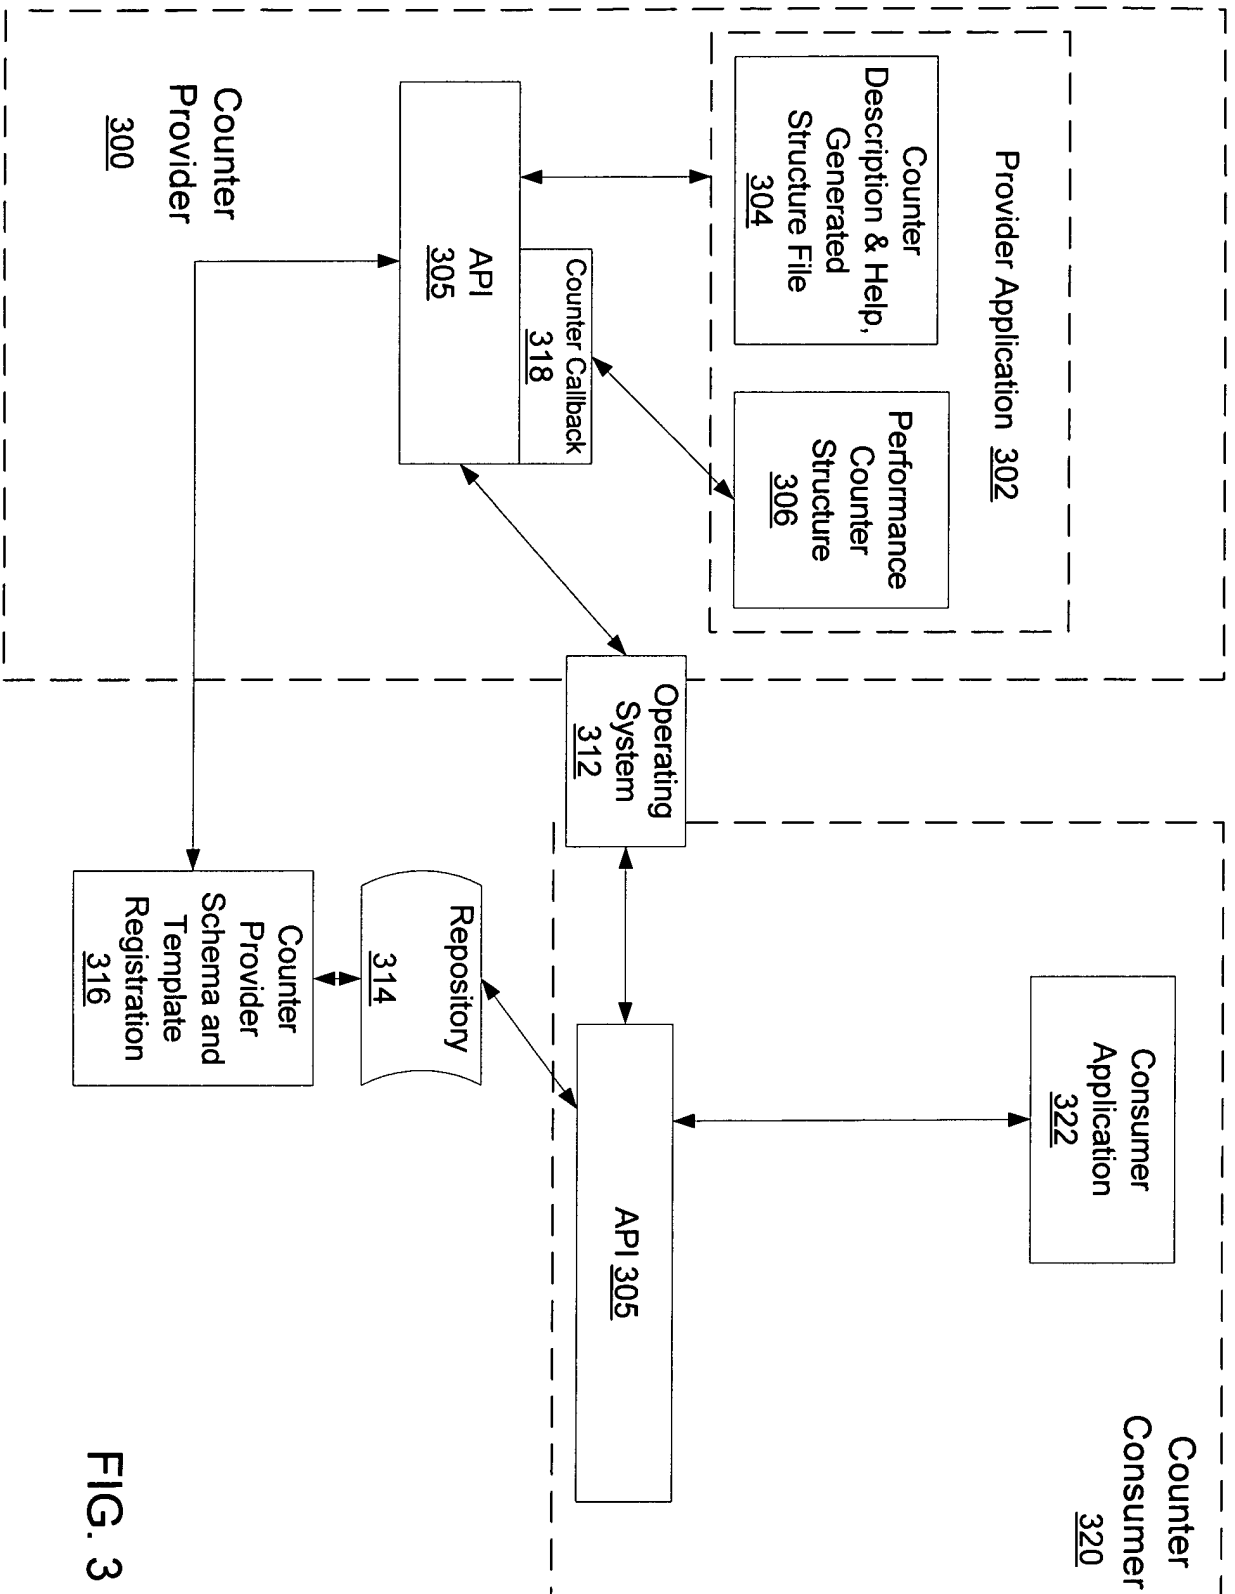 Provider Application 302
Counter
Description & Help,
Generated
Structure File
304
Performance
Counter
Structure
306
Counter Callback
318
API
305
Counter
Provider
300
Operating
System
312
Counter
Consumer
320
Consumer
Application
322
API 305
Repository
314
Counter
Provider
Schema and
Template
Registration
316
FIG. 3